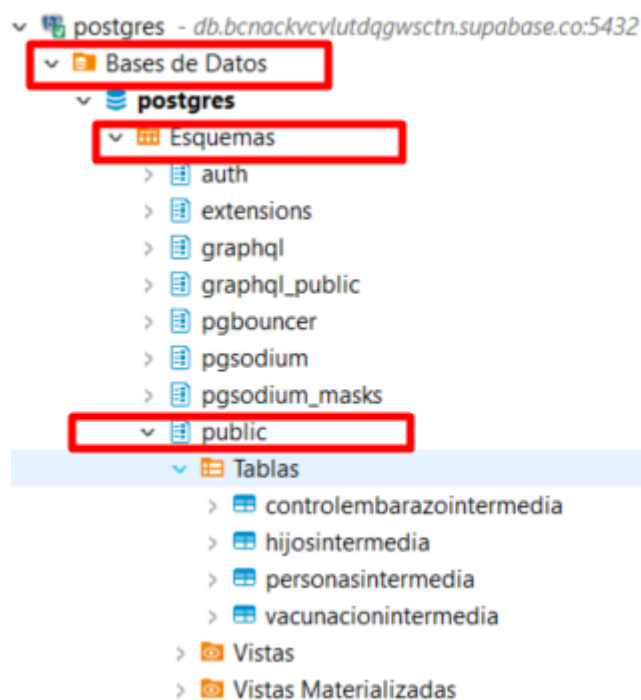 postgres - db.bcnackvcvlutdqgwsctn.supabase.co:5432
Bases de Datos
postgres
Esquemas
auth
extensions
graphql
graphql_public
pgbouncer
pgsodium
pgsodium_masks
public
Tablas
controlembarazointermedia
hijosintermedia
personasintermedia
vacunacionintermedia
Vistas
Vistas Materializadas